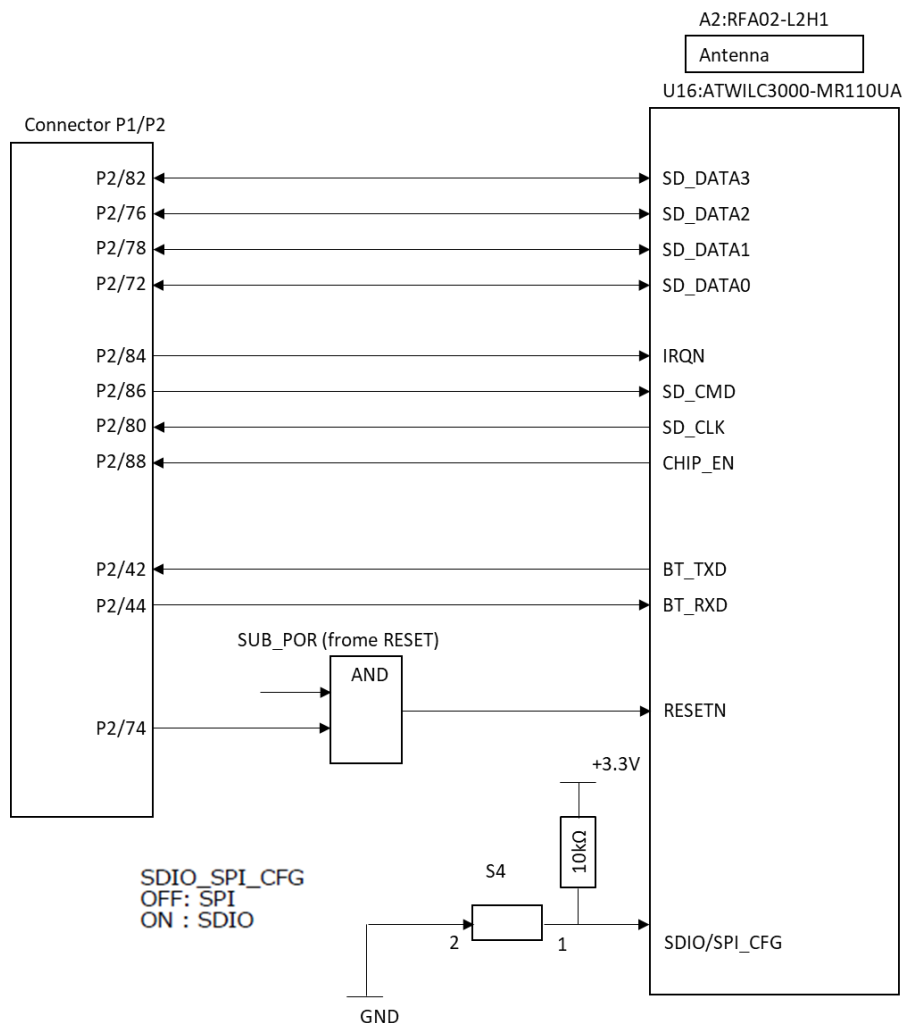 A2:RFA02-L2H1
Antenna
U16:ATWILC3000-MR110UA
Connector P1/P2
P2/82 SD_DATA3
P2/76 SD_DATA2
P2/78 SD_DATA1
P2/72 SD_DATA0
P2/84 IRQN
P2/86 SD_CMD
P2/80 SD_CLK
P2/88 CHIP_EN
P2/42 BT_TXD
P2/44 BT_RXD
SUB_POR (frome RESET)
AND
P2/74 RESETN
+3.3V
10kΩ
S4
SDIO_SPI_CFG
OFF: SPI
ON : SDIO
2 1 SDIO/SPI_CFG
GND